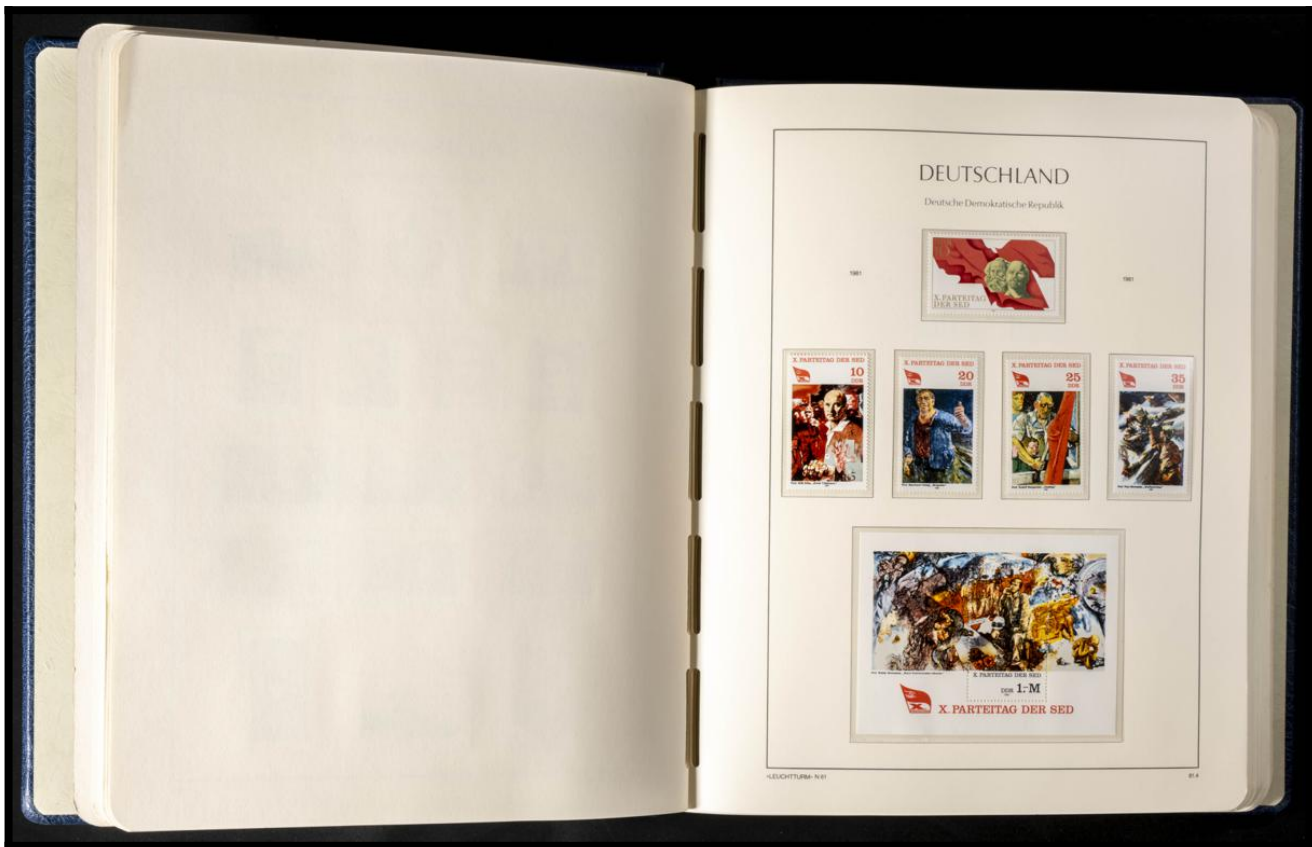 DEUTSCHLAND
Deutsche Demokratische Republik
1981
1981
X. PARTEITAG
DER SED
X. PARTEITAG DER SED
10
DDR
X. PARTEITAG DER SED
20
DDR
X. PARTEITAG DER SED
25
DDR
X. PARTEITAG DER SED
35
DDR
X. PARTEITAG DER SED
DDR 1.-M
X. PARTEITAG DER SED
»LEUCHTTURM« N 81
81.4